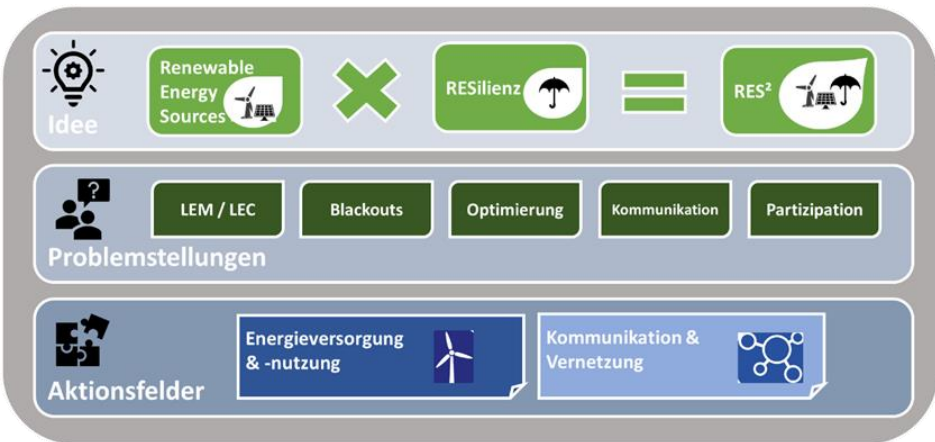 Idee
Renewable
Energy
Sources
RESilienz
RES²
?
Problemstellungen
LEM / LEC
Blackouts
Optimierung
Kommunikation
Partizipation
Aktionsfelder
Energieversorgung
& -nutzung
Kommunikation &
Vernetzung